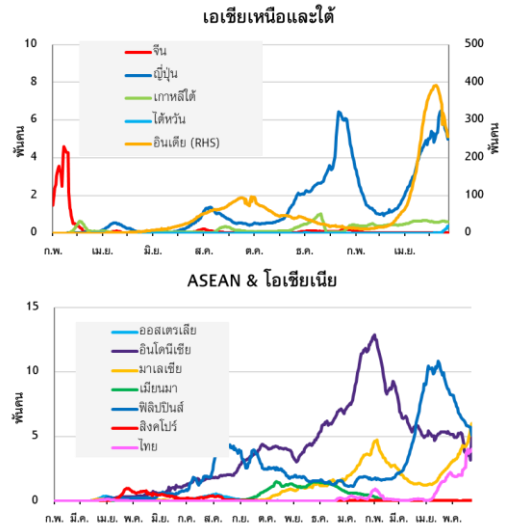 เอเชียเหนือและใต้
10 500
8 400
6 300
4 200
2 100
0 0
พันคน
พันคน
จีน
ญี่ปุ่น
เกาหลีใต้
ไต้หวัน
อินเดีย (RHS)
ก.พ. เม.ย. มิ.ย. ส.ค. ต.ค. ธ.ค. ก.พ. เม.ย.
ASEAN & โอเชียเนีย
15
10
5
0
พันคน
ออสเตรเลีย
อินโดนีเซีย
มาเลเซีย
เมียนมา
ฟิลิปปินส์
สิงคโปร์
ไทย
ก.พ. มี.ค. เม.ย. พ.ค. มิ.ย. ก.ค. ส.ค. ก.ย. ต.ค. พ.ย. ธ.ค. ม.ค. ก.พ. มี.ค. เม.ย. พ.ค.